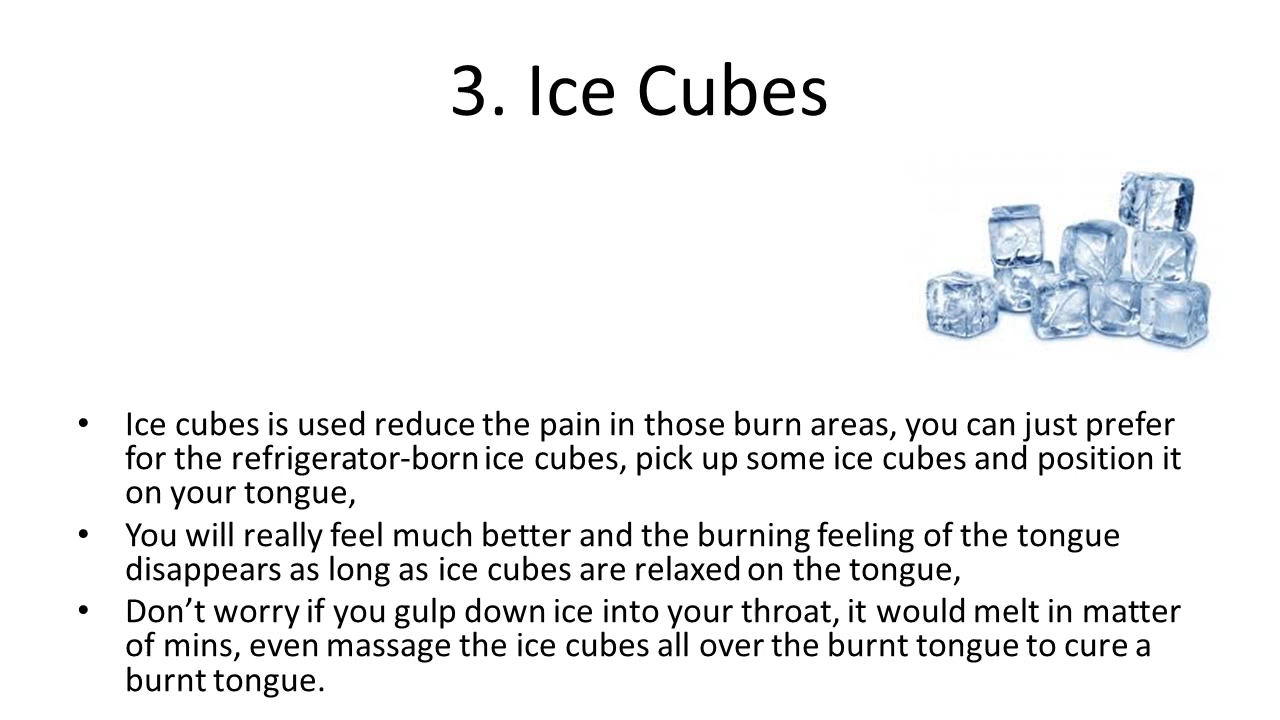 3. Ice Cubes
• Ice cubes is used reduce the pain in those burn areas, you can just prefer
for the refrigerator-born ice cubes, pick up some ice cubes and position it
on your tongue,
• You will really feel much better and the burning feeling of the tongue
disappears as long as ice cubes are relaxed on the tongue,
• Don’t worry if you gulp down ice into your throat, it would melt in matter
of mins, even massage the ice cubes all over the burnt tongue to cure a
burnt tongue.